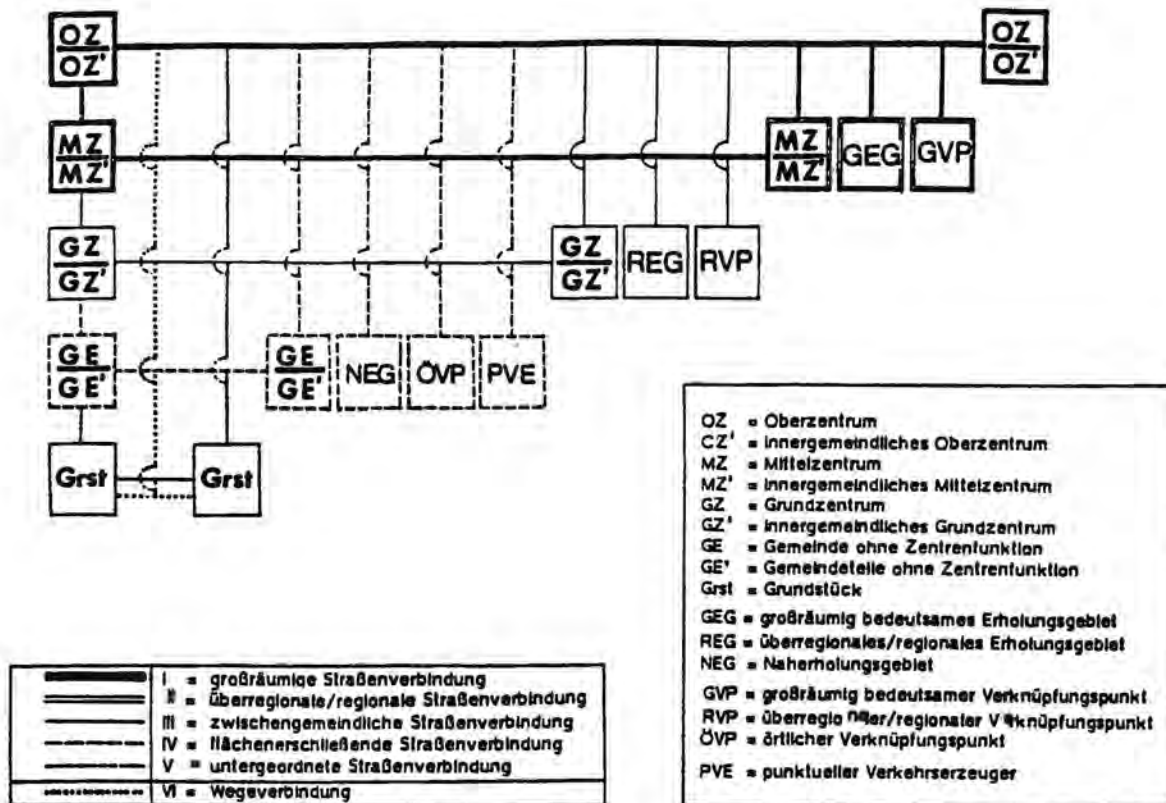 OZ
OZ'
OZ
OZ'
MZ
MZ'
MZ
MZ'
GEG
GVP
GZ
GZ'
GZ
GZ'
REG
RVP
GE
GE'
GE
GE'
NEG
ÖVP
PVE
Grst
Grst
OZ = Oberzentrum
CZ' = Innergemeindliches Oberzentrum
MZ = Mittelzentrum
MZ' = Innergemeindliches Mittelzentrum
GZ = Grundzentrum
GZ' = Innergemeindliches Grundzentrum
GE = Gemeinde ohne Zentrenfunktion
GE' = Gemeindeteile ohne Zentrenfunktion
Grst = Grundstück
GEG = großräumig bedeutsames Erholungsgebiet
REG = überregionales/regionales Erholungsgebiet
NEG = Naherholungsgebiet
GVP = großräumig bedeutsamer Verknüpfungspunkt
RVP = /regionaler
ÖVP = örtlicher Verknüpfungspunkt
PVE = punktueller Verkehrserzeuger
I = großräumige Straßenverbindung
II = überregionale/regionale Straßenverbindung
III = zwischengemeindliche Straßenverbindung
IV = flächenerschließende Straßenverbindung
V = untergeordnete Straßenverbindung
VI = Wegeverbindung